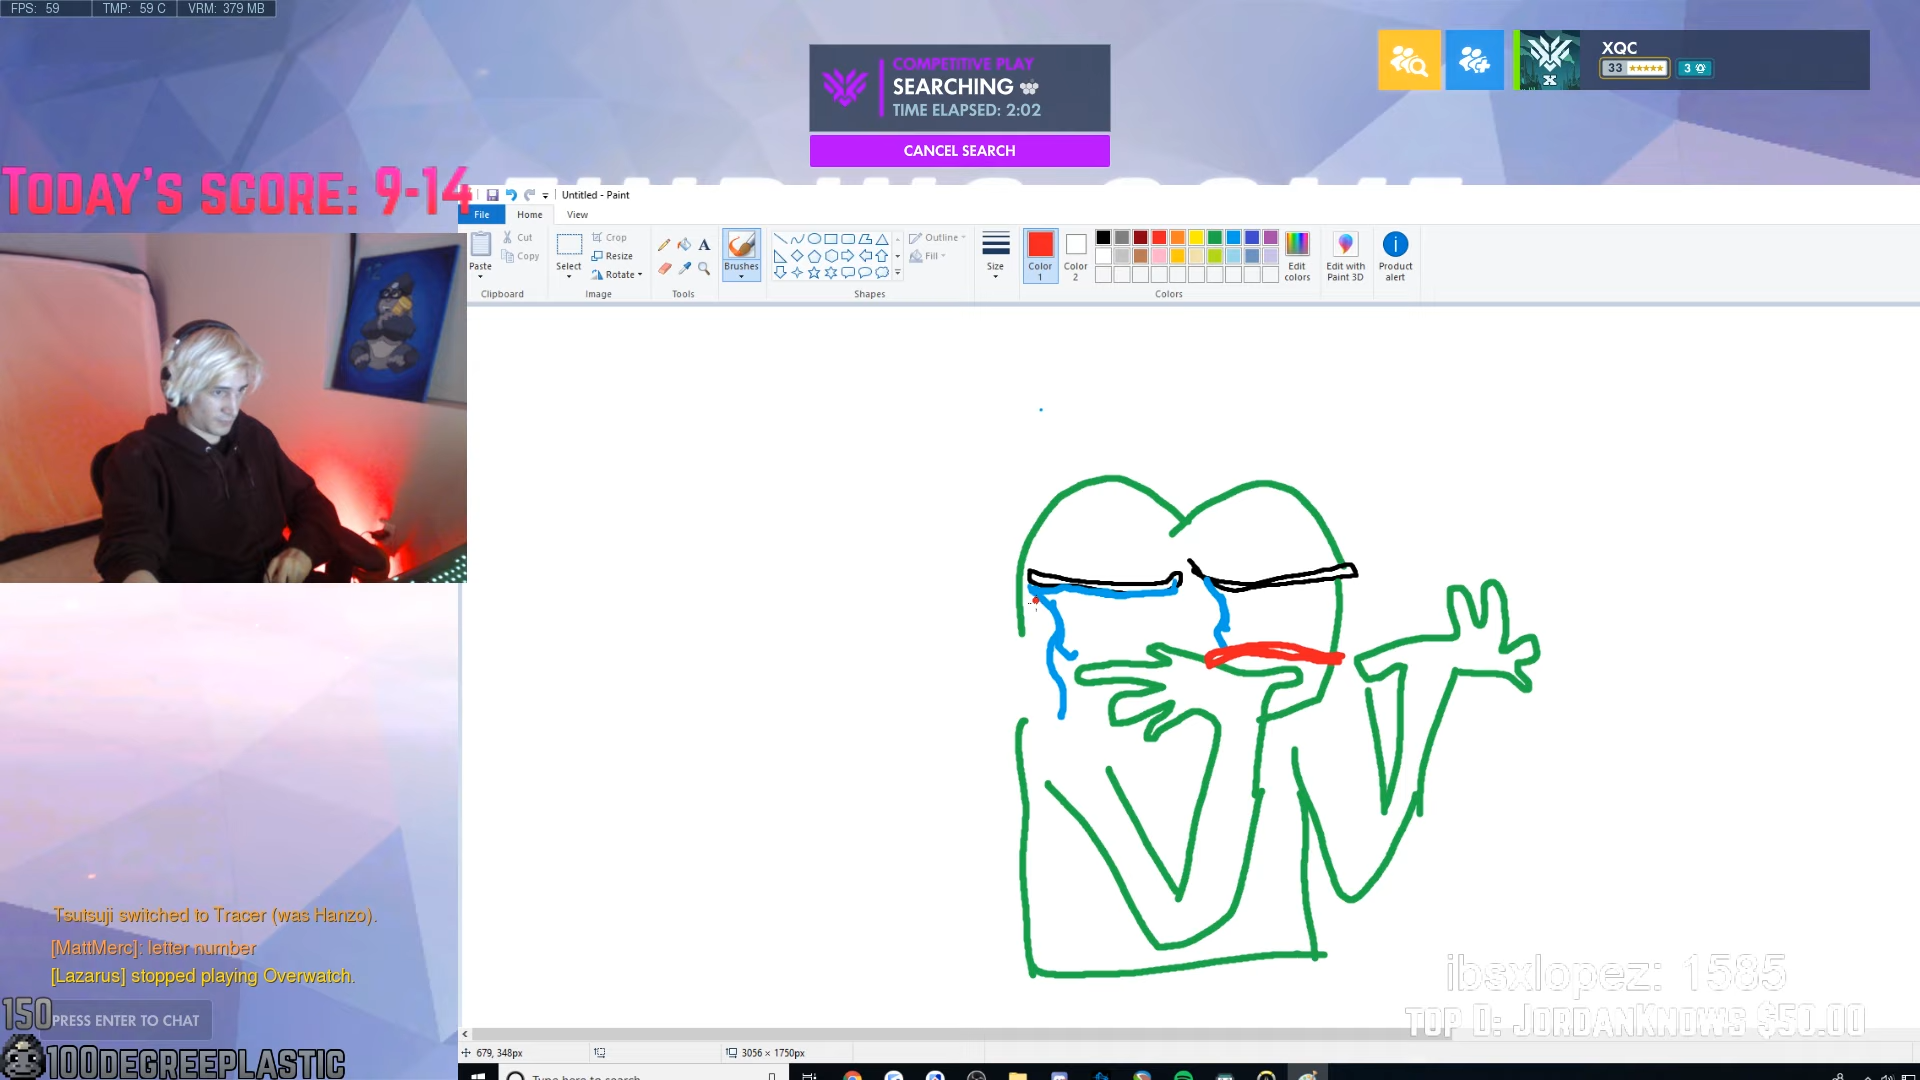 FPS: 59 TMP: 59 C VRM: 379 MB
COMPETITIVE PLAY
SEARCHING
TIME ELAPSED: 2:02
CANCEL SEARCH
XQC
33 3
X
TODAY'S SCORE: 9-14
Untitled - Paint
File Home View
Cut
Copy
Paste
Clipboard
Select
Crop
Resize
Rotate
Image
A
Tools
Brushes
Outline
Fill
Shapes
Size
Color 1
Color 2
Edit colors
Colors
Edit with Paint 3D
Product alert
Tsutsuji switched to Tracer (was Hanzo).
[MattMerc]: letter number
[Lazarus] stopped playing Overwatch.
150
PRESS ENTER TO CHAT
100DEGREEPLASTIC
ibsxlopez: 1585
TOP D: JORDANKNOWS $50.00
679, 348px
3056 × 1750px
Type here to search